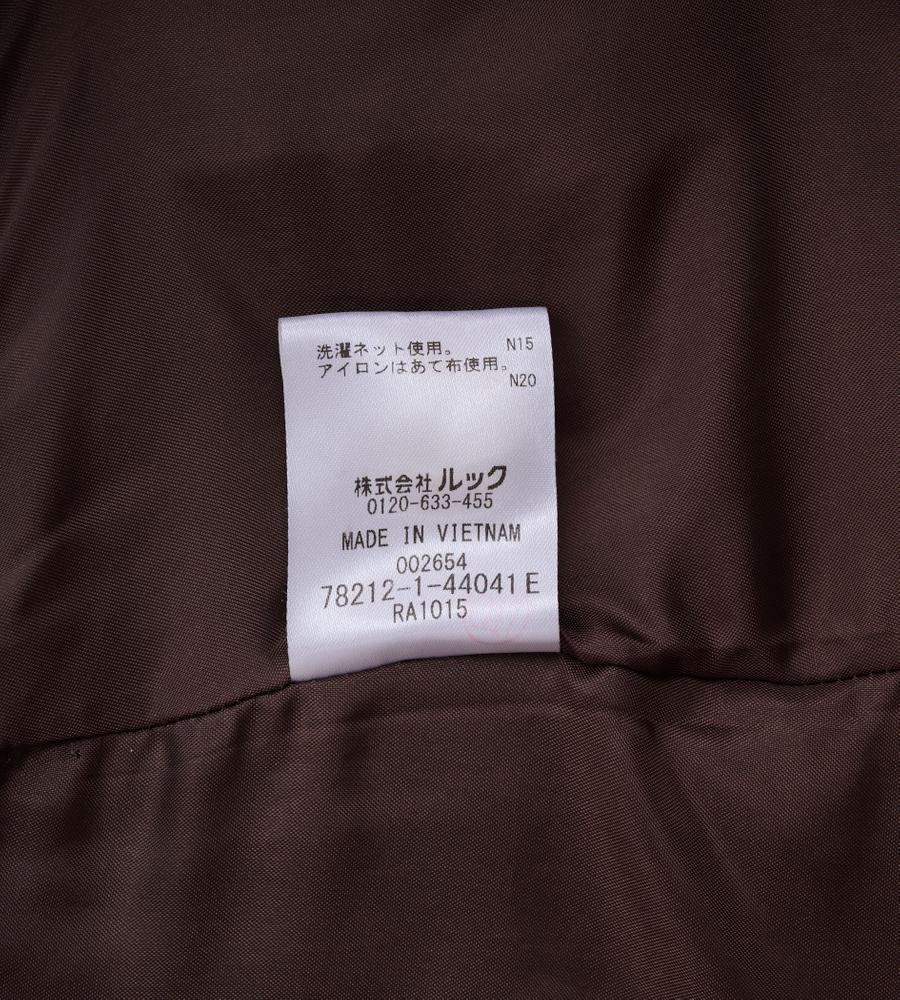 洗濯ネット使用。 N15
アイロンはあて布使用。
N20
株式会社ルック
0120-633-455
MADE IN VIETNAM
002654
78212-1-44041 E
RA1015